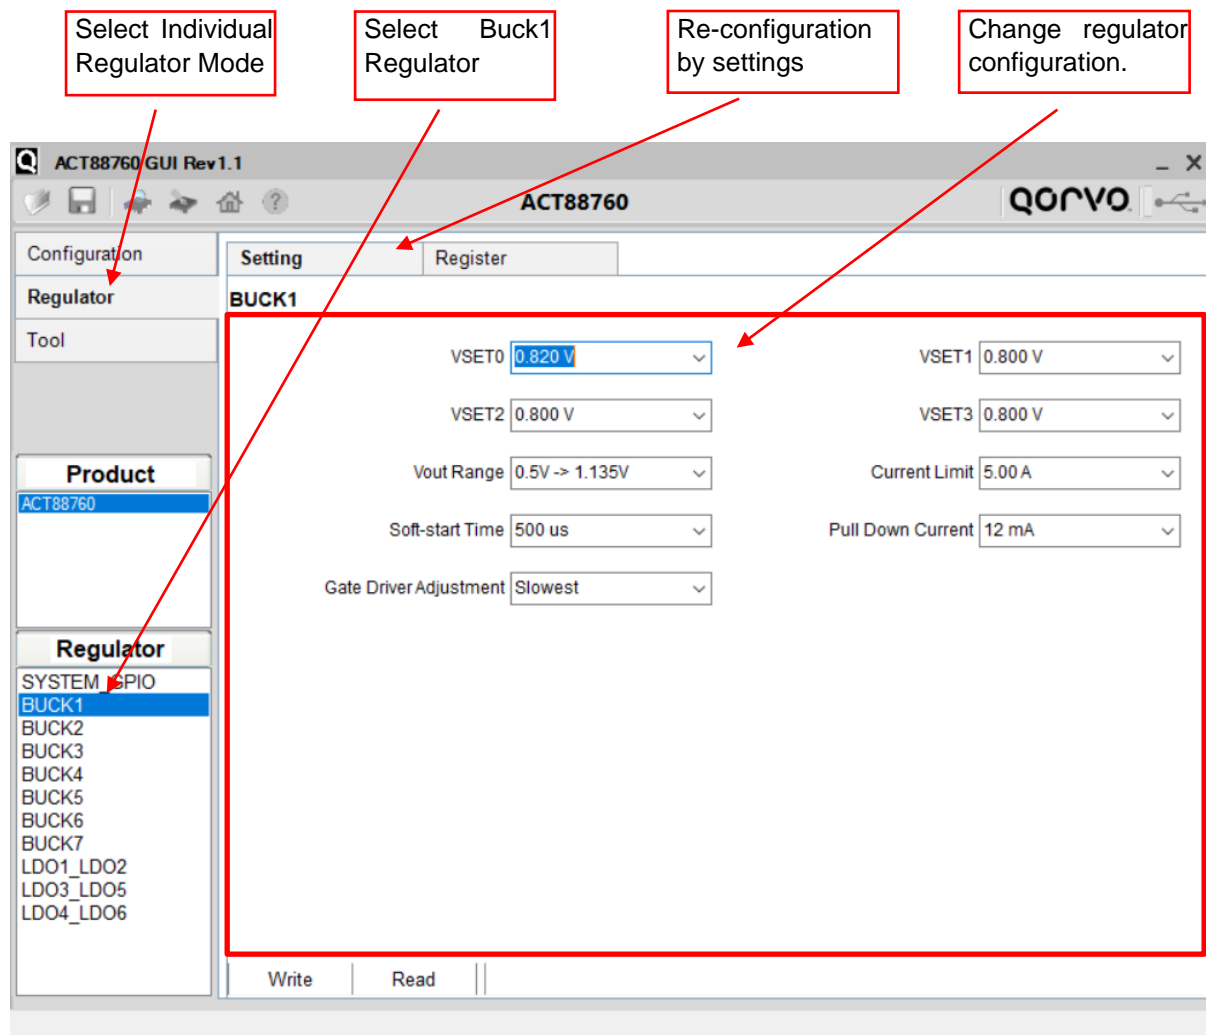 Select Individual
Regulator Mode
Select Buck1
Regulator
Re-configuration
by settings
Change regulator
configuration.
ACT88760 GUI Rev1.1
ACT88760
QORVO
Configuration
Regulator
Tool
Setting
Register
BUCK1
VSET0 0.820 V
VSET1 0.800 V
VSET2 0.800 V
VSET3 0.800 V
Vout Range 0.5V -> 1.135V
Current Limit 5.00 A
Soft-start Time 500 us
Pull Down Current 12 mA
Gate Driver Adjustment Slowest
Product
ACT88760
Regulator
SYSTEM_GPIO
BUCK1
BUCK2
BUCK3
BUCK4
BUCK5
BUCK6
BUCK7
LDO1_LDO2
LDO3_LDO5
LDO4_LDO6
Write
Read